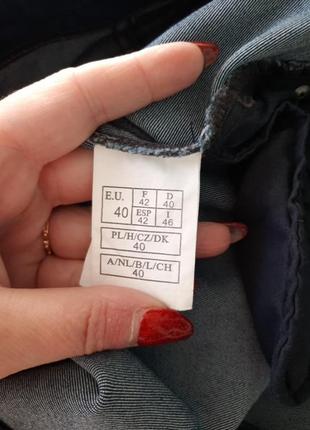 E.U. F D
42 40
40 ESP I
42 46
PL/H/CZ/DK
40
A/NL/B/L/CH
40